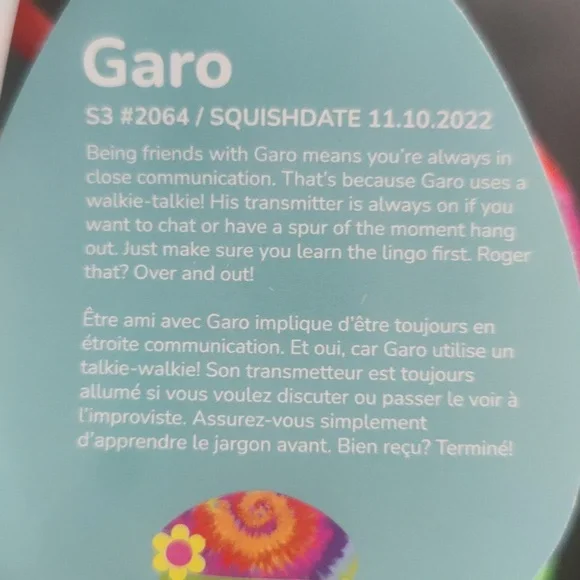 Garo
S3 #2064 / SQUISHDATE 11.10.2022
Being friends with Garo means you're always in
close communication. That's because Garo uses a
walkie-talkie! His transmitter is always on if you
want to chat or have a spur of the moment hang
out. Just make sure you learn the lingo first. Roger
that? Over and out!
Être ami avec Garo implique d'être toujours en
étroite communication. Et oui, car Garo utilise un
talkie-walkie! Son transmetteur est toujours
allumé si vous voulez discuter ou passer le voir à
l'improviste. Assurez-vous simplement
d'apprendre le jargon avant. Bien reçu? Terminé!